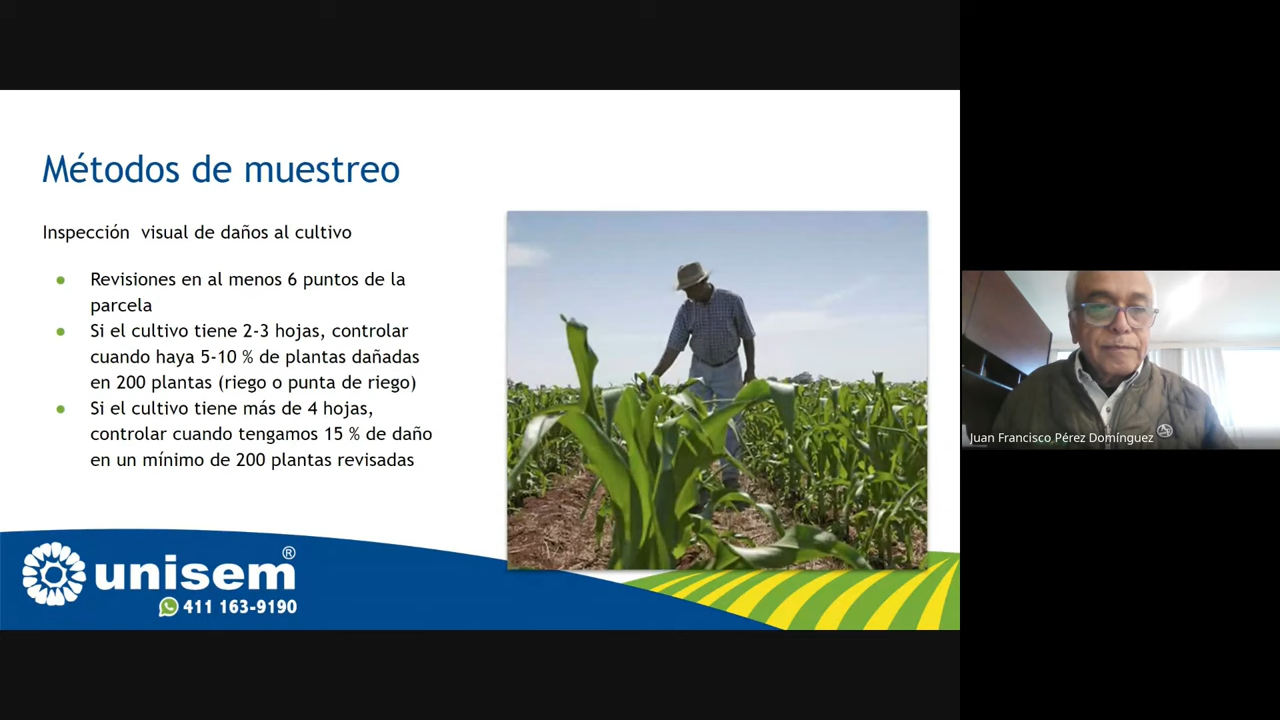 Métodos de muestreo
Inspección  visual de daños al cultivo
● Revisiones en al menos 6 puntos de la
parcela
● Si el cultivo tiene 2-3 hojas, controlar
cuando haya 5-10 % de plantas dañadas
en 200 plantas (riego o punta de riego)
● Si el cultivo tiene más de 4 hojas,
controlar cuando tengamos 15 % de daño
en un mínimo de 200 plantas revisadas
unisem®
411 163-9190
Juan Francisco Pérez Domínguez